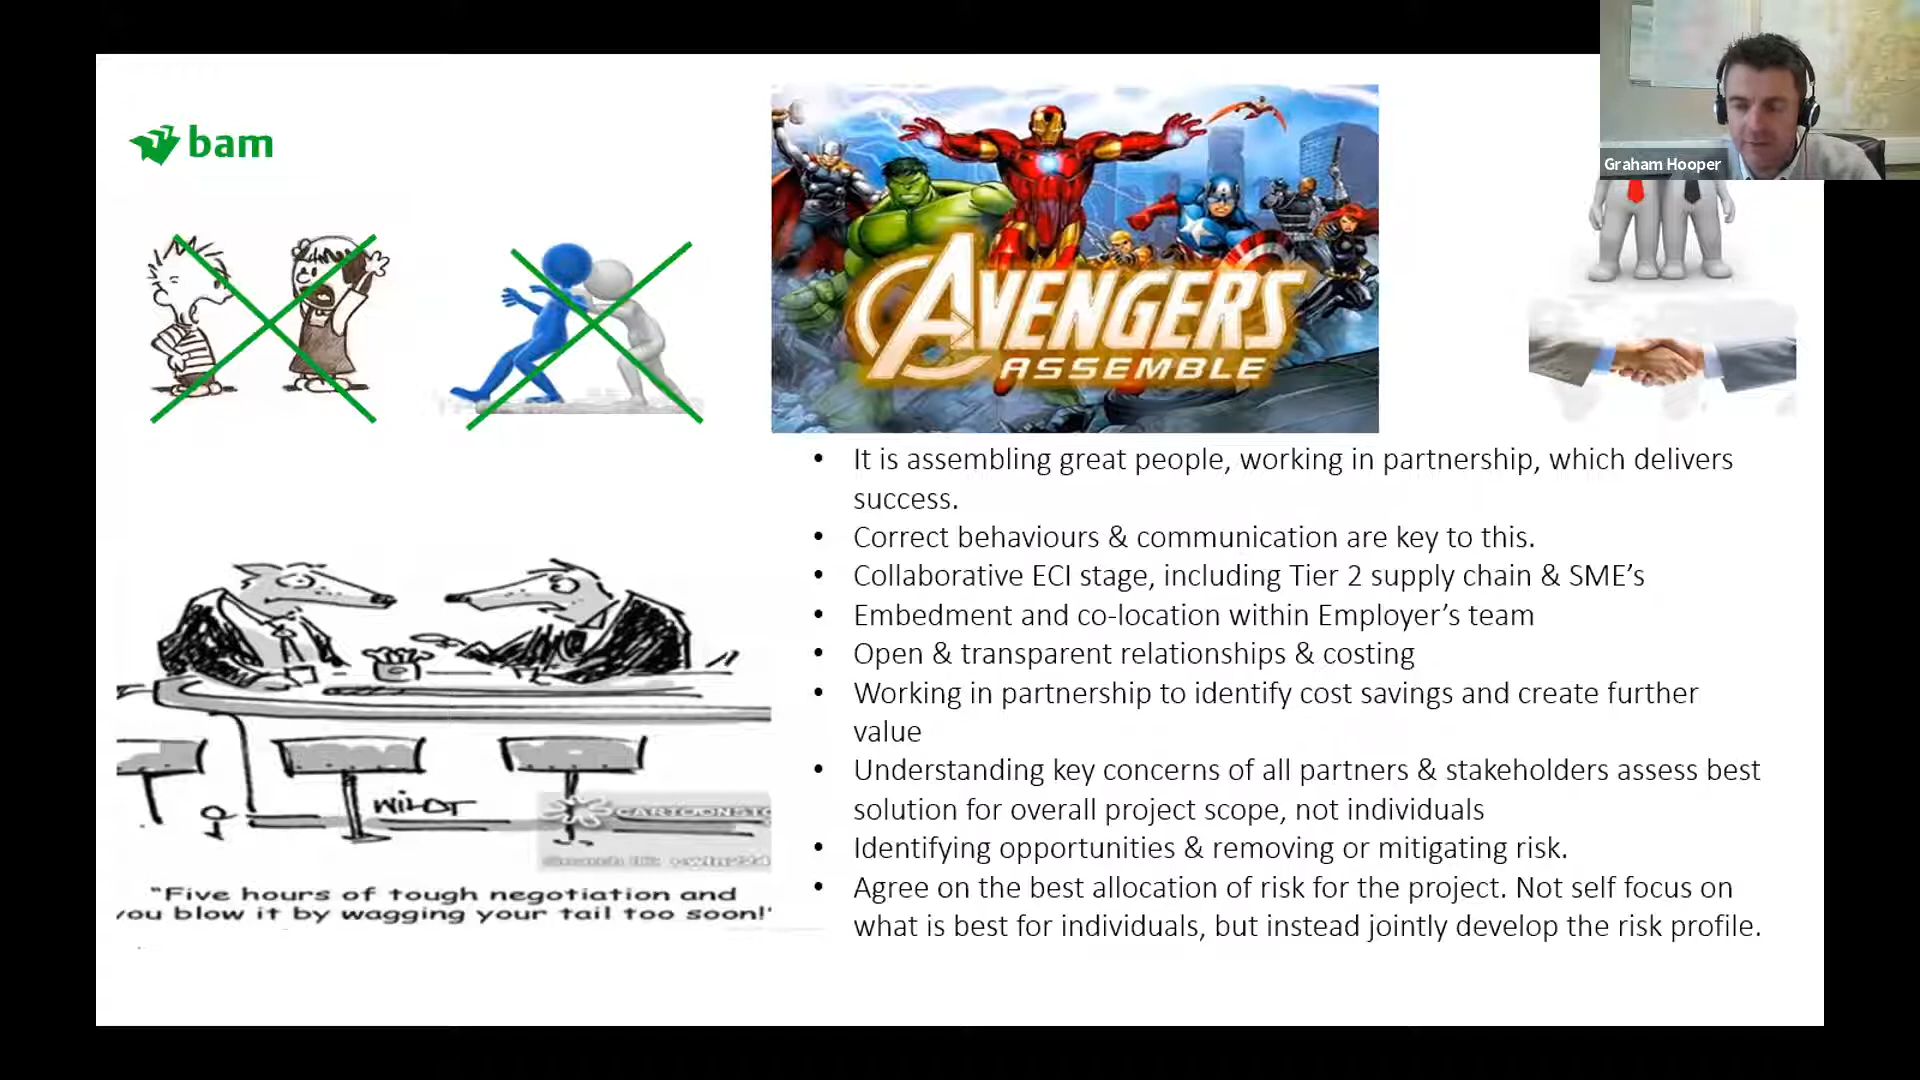 Graham Hooper
bam
AVENGERS
ASSEMBLE
• It is assembling great people, working in partnership, which delivers
success.
• Correct behaviours & communication are key to this.
• Collaborative ECI stage, including Tier 2 supply chain & SME’s
• Embedment and co-location within Employer’s team
• Open & transparent relationships & costing
• Working in partnership to identify cost savings and create further
value
• Understanding key concerns of all partners & stakeholders assess best
solution for overall project scope, not individuals
• Identifying opportunities & removing or mitigating risk.
• Agree on the best allocation of risk for the project. Not self focus on
what is best for individuals, but instead jointly develop the risk profile.
"Five hours of tough negotiation and
you blow it by wagging your tail too soon!"